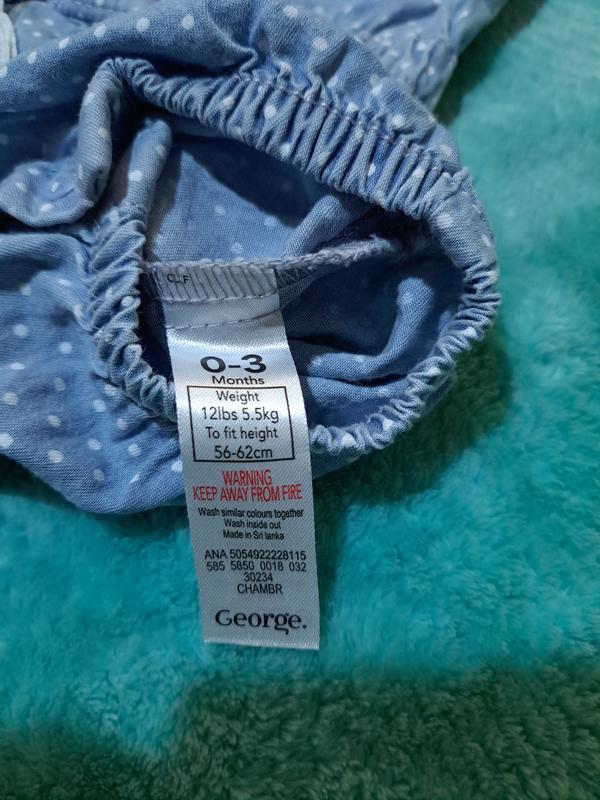 0-3
Months
Weight
12lbs 5.5kg
To fit height
56-62cm
WARNING
KEEP AWAY FROM FIRE
Wash similar colours together
Wash inside out
Made in Sri lanka
ANA 5054922228115
585 5850 0018 032
30234
CHAMBR
George.